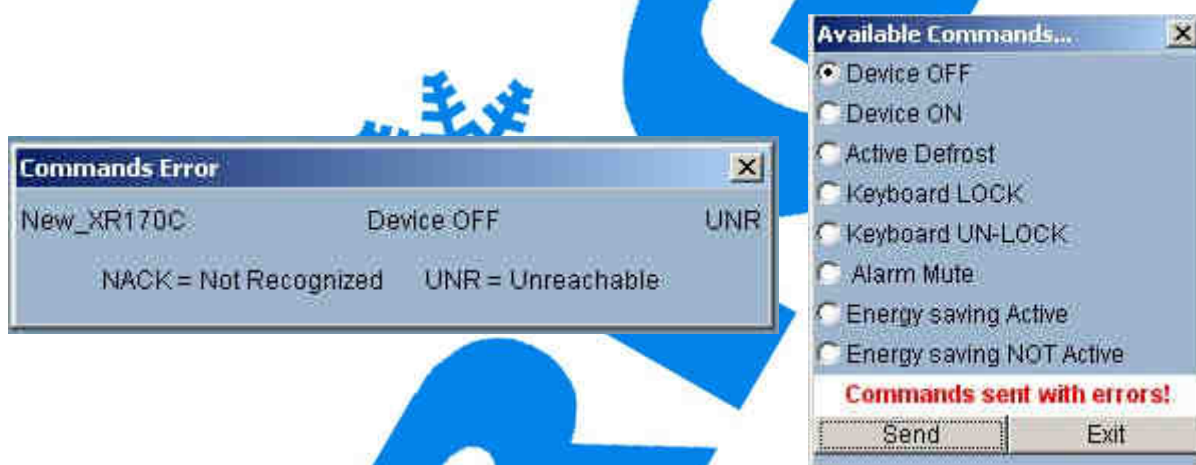 Commands Error
New_XR170C Device OFF UNR
NACK = Not Recognized UNR = Unreachable
Available Commands...
Device OFF
Device ON
Active Defrost
Keyboard LOCK
Keyboard UN-LOCK
Alarm Mute
Energy saving Active
Energy saving NOT Active
Commands sent with errors!
Send Exit